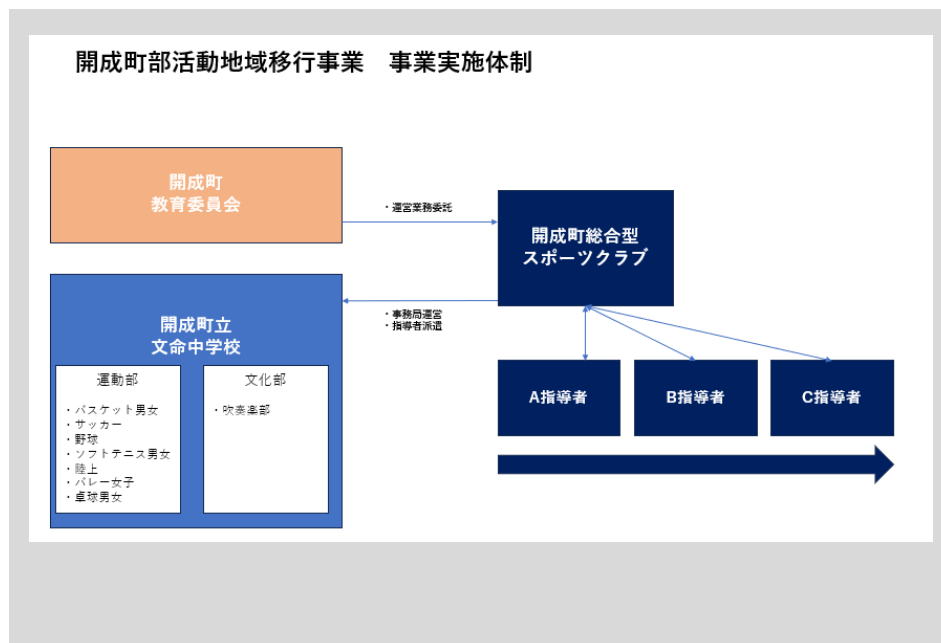 開成町部活動地域移行事業　事業実施体制
開成町
教育委員会
・運営業務委託
開成町総合型
スポーツクラブ
・事務局運営
・指導者派遣
開成町立
文命中学校
運動部
・バスケット男女
・サッカー
・野球
・ソフトテニス男女
・陸上
・バレー女子
・卓球男女
文化部
・吹奏楽部
A指導者
B指導者
C指導者